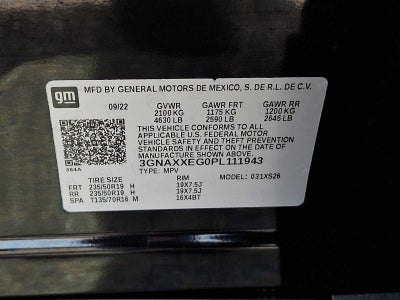 gm
MFD BY GENERAL MOTORS DE MEXICO, S. DE R.L. DE C.V.
09/22 GVWR GAWR FRT GAWR RR
2100 KG 1175 KG 1200 KG
4630 LB 2590 LB 2645 LB
THIS VEHICLE CONFORMS TO ALL
APPLICABLE U.S. FEDERAL MOTOR
VEHICLE SAFETY AND THEFT PREVENTION
STANDARDS IN EFFECT ON THE DATE OF
MANUFACTURE SHOWN ABOVE.
3GNAXXEG0PL111943
384A TYPE: MPV MODEL: 031XS26
TIRE SIZE RIM
FRT 235/50R19 H 19X7.5J
RR 235/50R19 H 19X7.5J
SPA T135/70R16 M 16X4BT